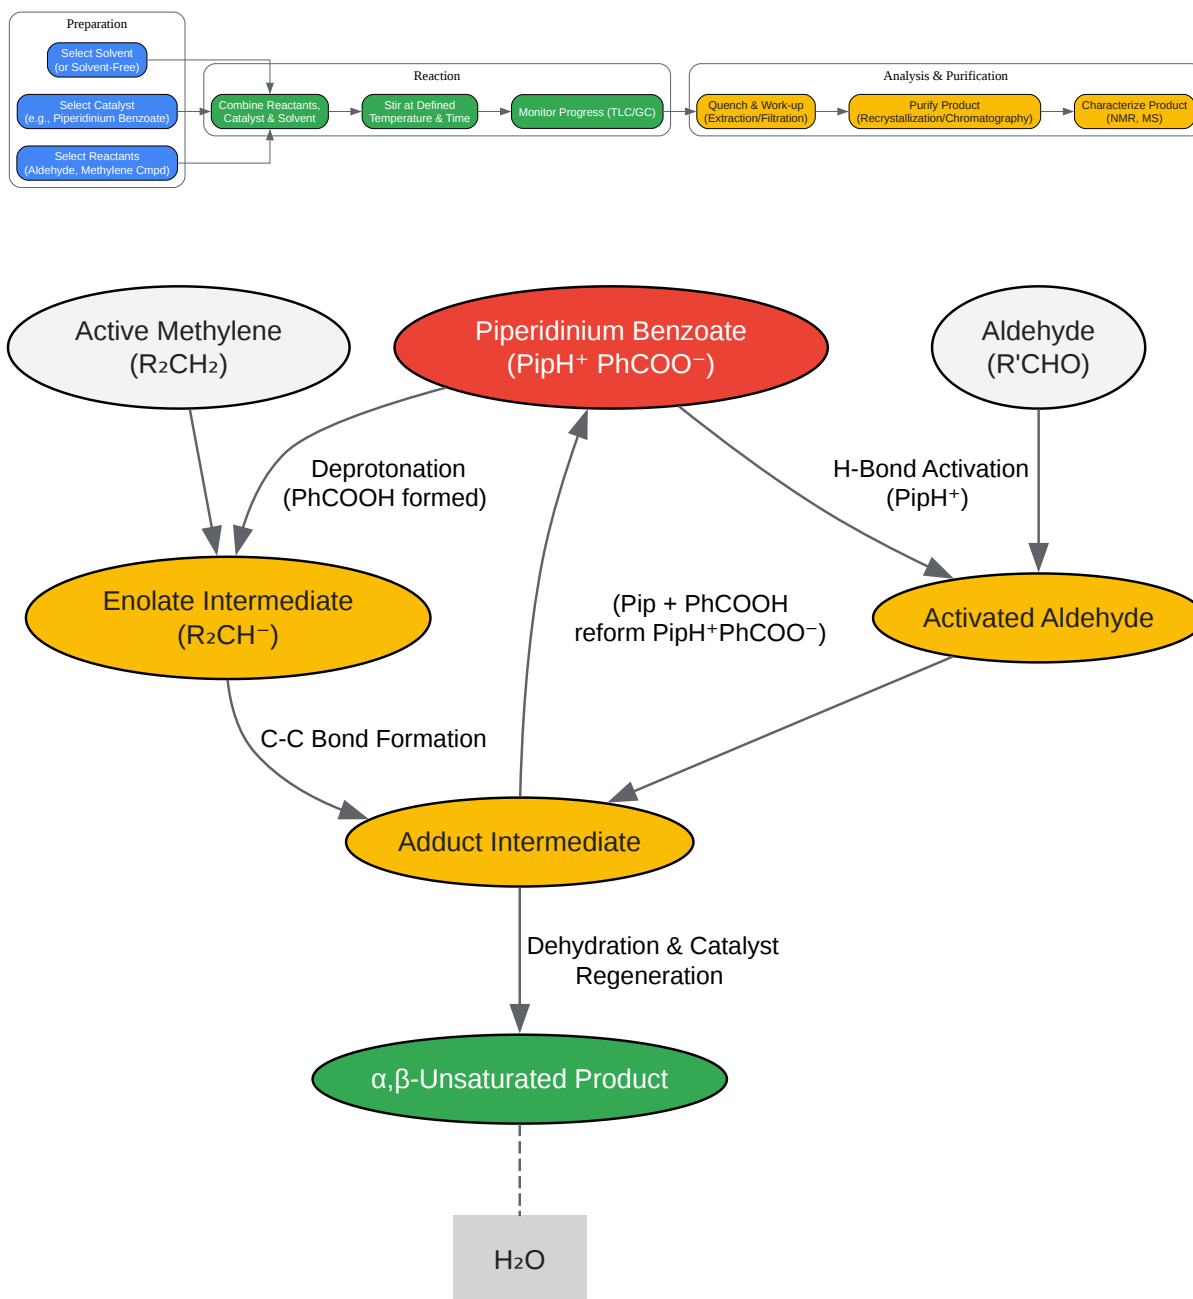 Preparation
Select Solvent
(or Solvent-Free)
Select Catalyst
(e.g., Piperidinium Benzoate)
Select Reactants
(Aldehyde, Methylene Cmpd)
Reaction
Combine Reactants,
Catalyst & Solvent
Stir at Defined
Temperature & Time
Monitor Progress (TLC/GC)
Analysis & Purification
Quench & Work-up
(Extraction/Filtration)
Purify Product
(Recrystallization/Chromatography)
Characterize Product
(NMR, MS)
Active Methylene
(R₂CH₂)
Piperidinium Benzoate
(PipH⁺ PhCOO⁻)
Aldehyde
(R'CHO)
Deprotonation
(PhCOOH formed)
H-Bond Activation
(PipH⁺)
Enolate Intermediate
(R₂CH⁻)
(Pip + PhCOOH
reform PipH⁺PhCOO⁻)
Activated Aldehyde
C-C Bond Formation
Adduct Intermediate
Dehydration & Catalyst
Regeneration
α,β-Unsaturated Product
H₂O